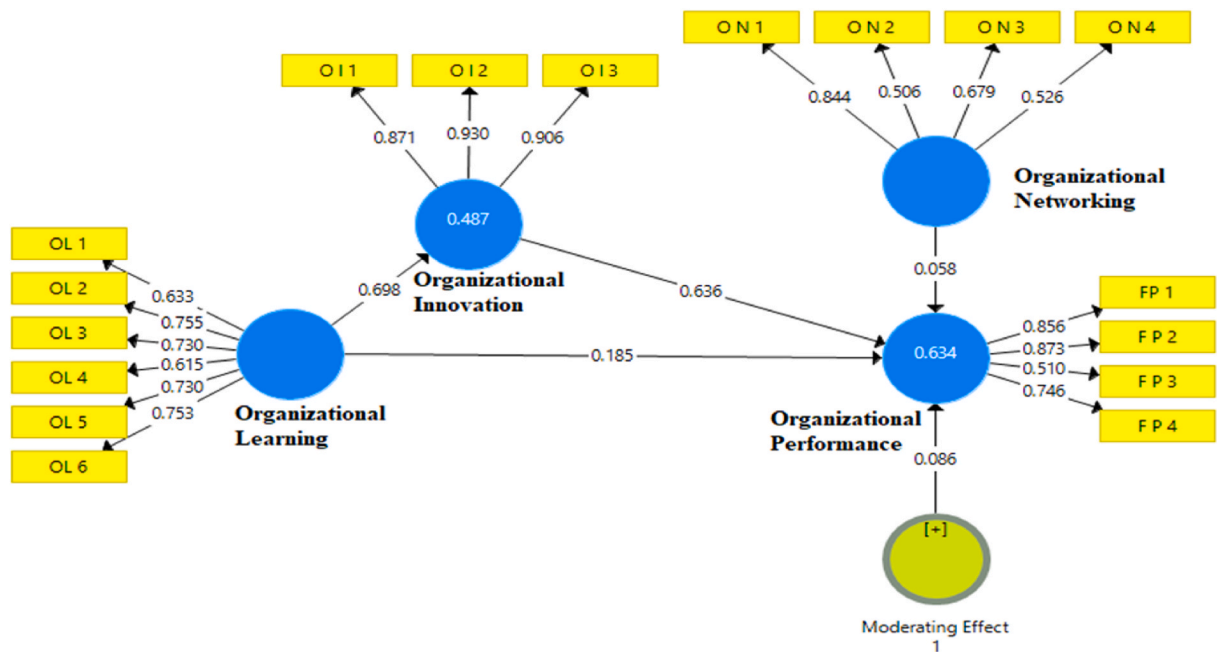 O N 1
O N 2
O N 3
O N 4
O I 1
O I 2
O I 3
0.844
0.506
0.679
0.526
0.871
0.930
0.906
Organizational
Networking
0.487
OL 1
OL 2
OL 3
OL 4
OL 5
OL 6
0.633
0.755
0.730
0.615
0.730
0.753
0.698
Organizational
Innovation
0.636
0.058
Organizational
Learning
0.185
0.634
Organizational
Performance
0.856
0.873
0.510
0.746
FP 1
F P 2
F P 3
F P 4
0.086
[+]
Moderating Effect
1